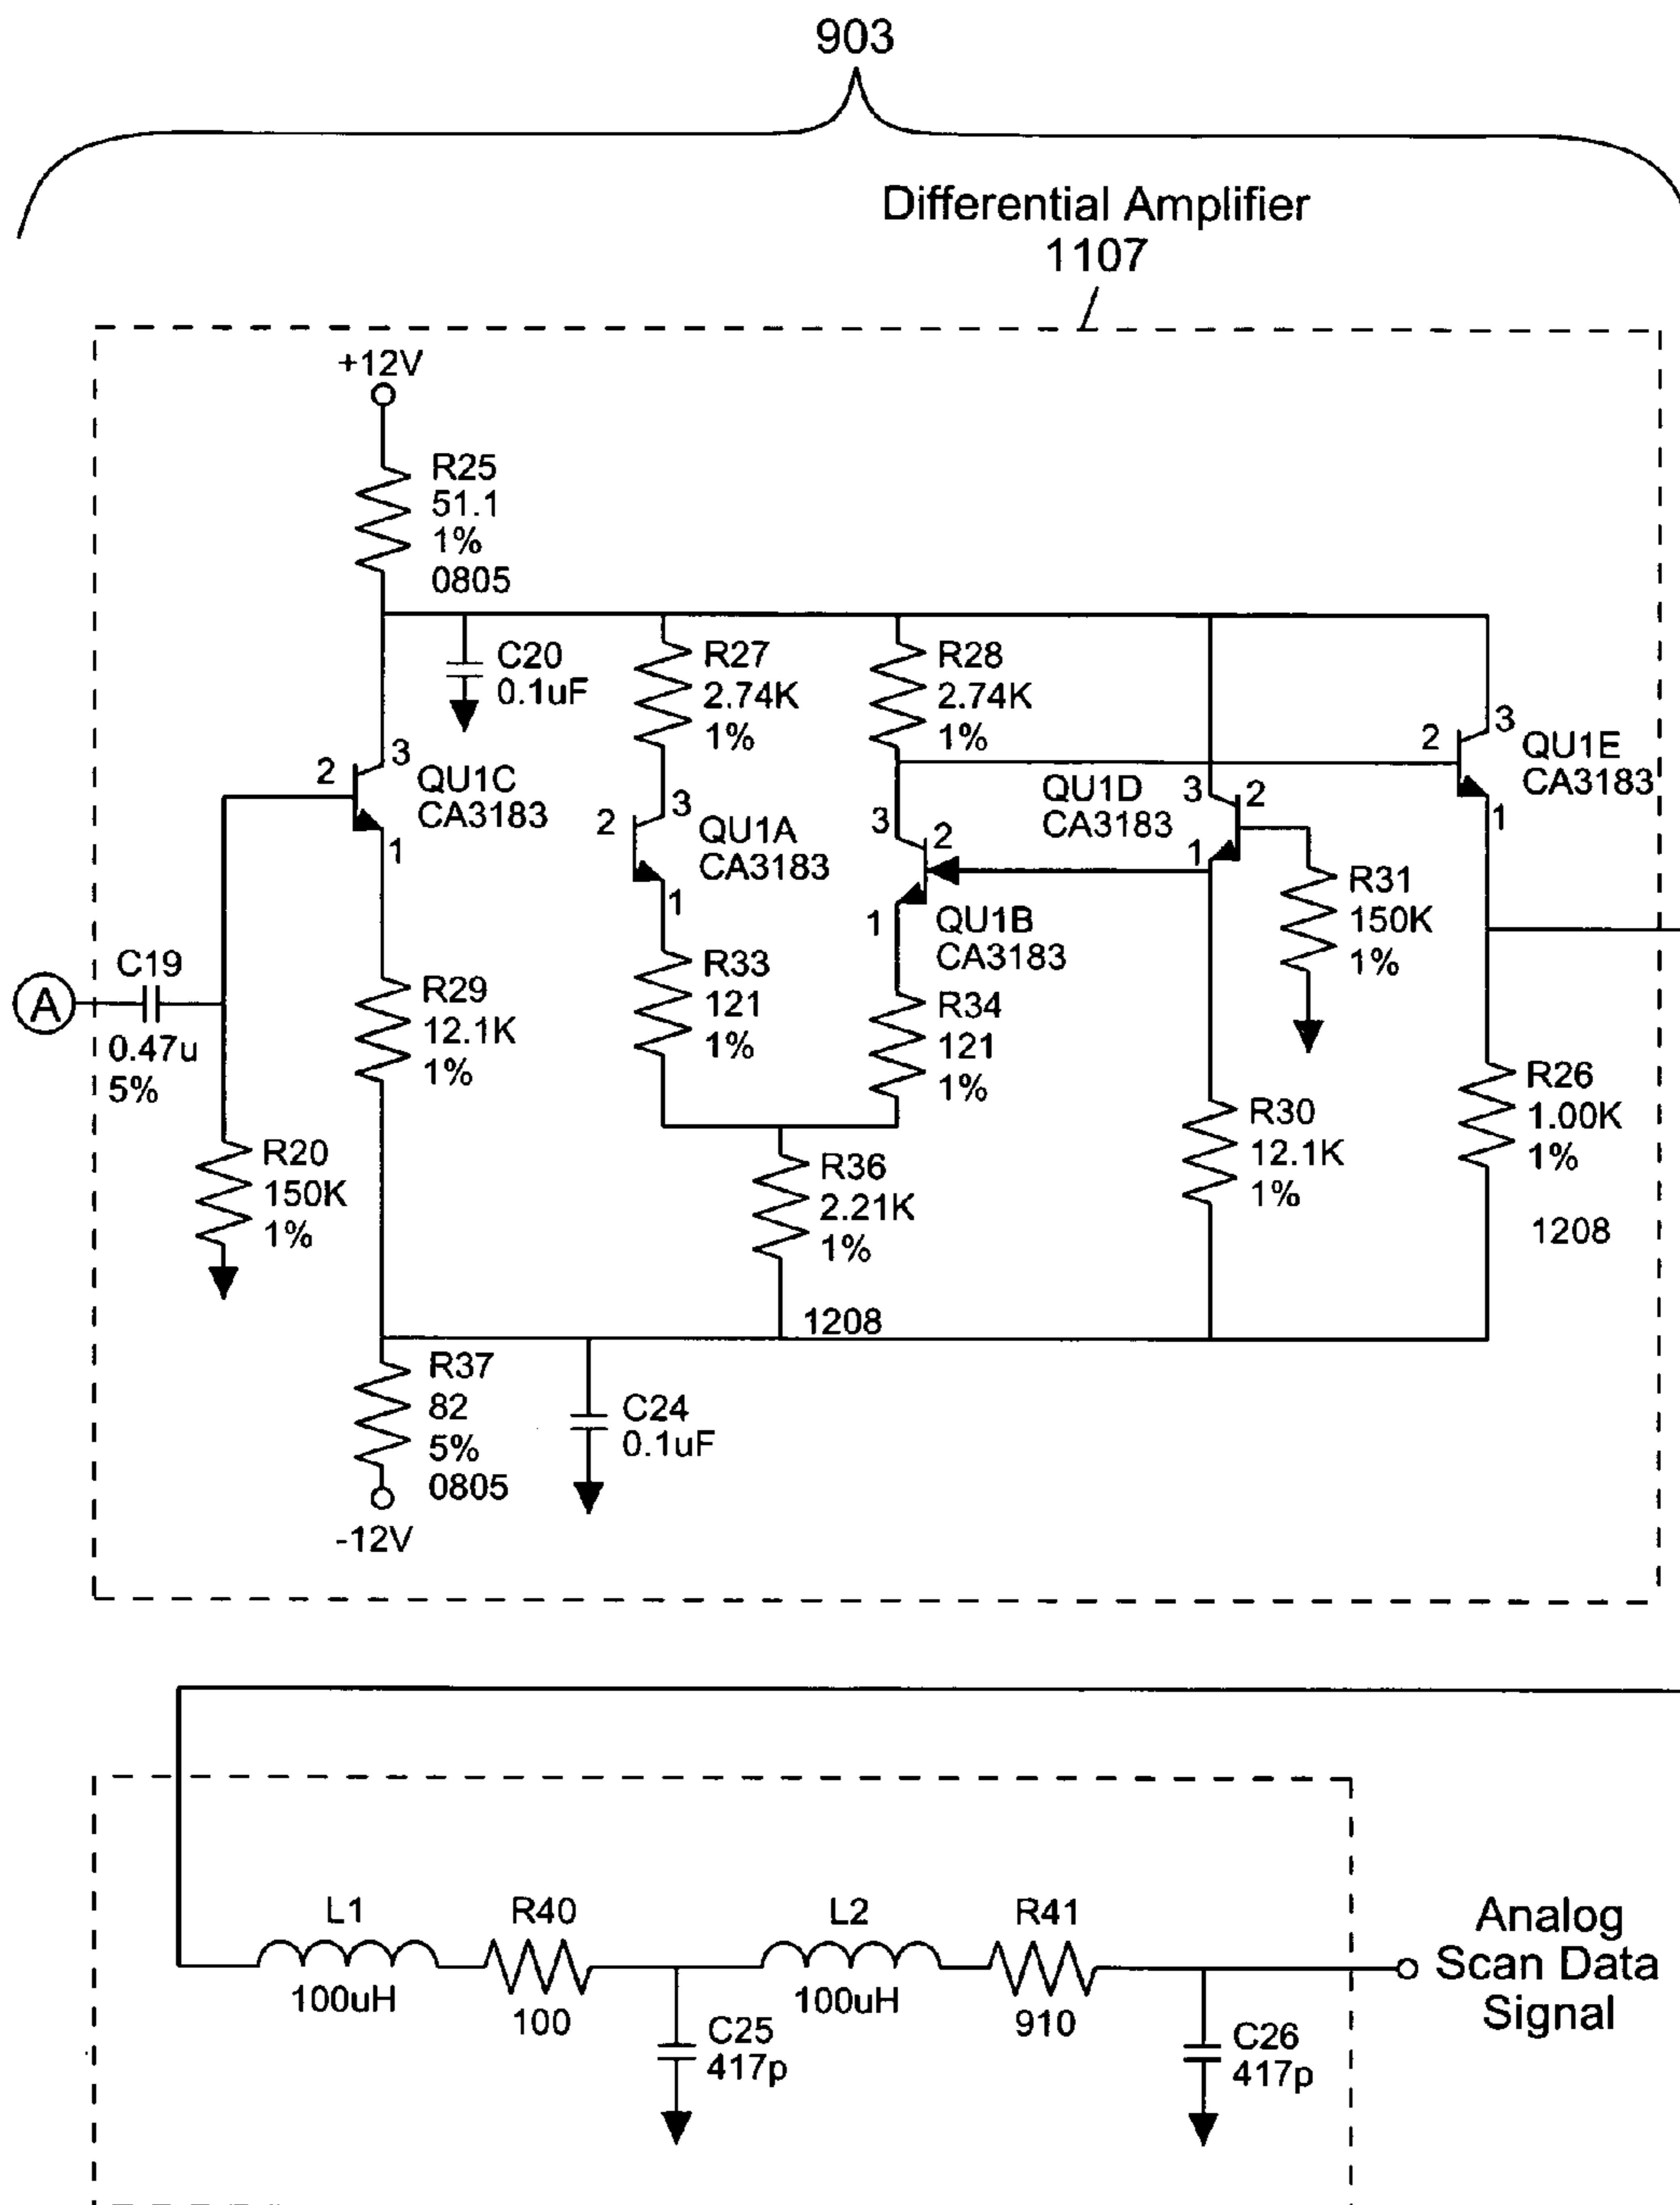 903
Differential Amplifier
1107
+12V
R25
51.1
1%
0805
C20
0.1uF
R27
2.74K
1%
R28
2.74K
1%
2
3
QU1C
CA3183
1
2
3
QU1A
CA3183
1
3
2
1
QU1B
CA3183
QU1D
CA3183
3
2
1
2
3
QU1E
CA3183
1
R31
150K
1%
A
C19
0.47u
5%
R29
12.1K
1%
R33
121
1%
R34
121
1%
R20
150K
1%
R36
2.21K
1%
R30
12.1K
1%
R26
1.00K
1%
1208
1208
R37
82
5%
0805
-12V
C24
0.1uF
L1
100uH
R40
100
C25
417p
L2
100uH
R41
910
C26
417p
Analog
Scan Data
Signal